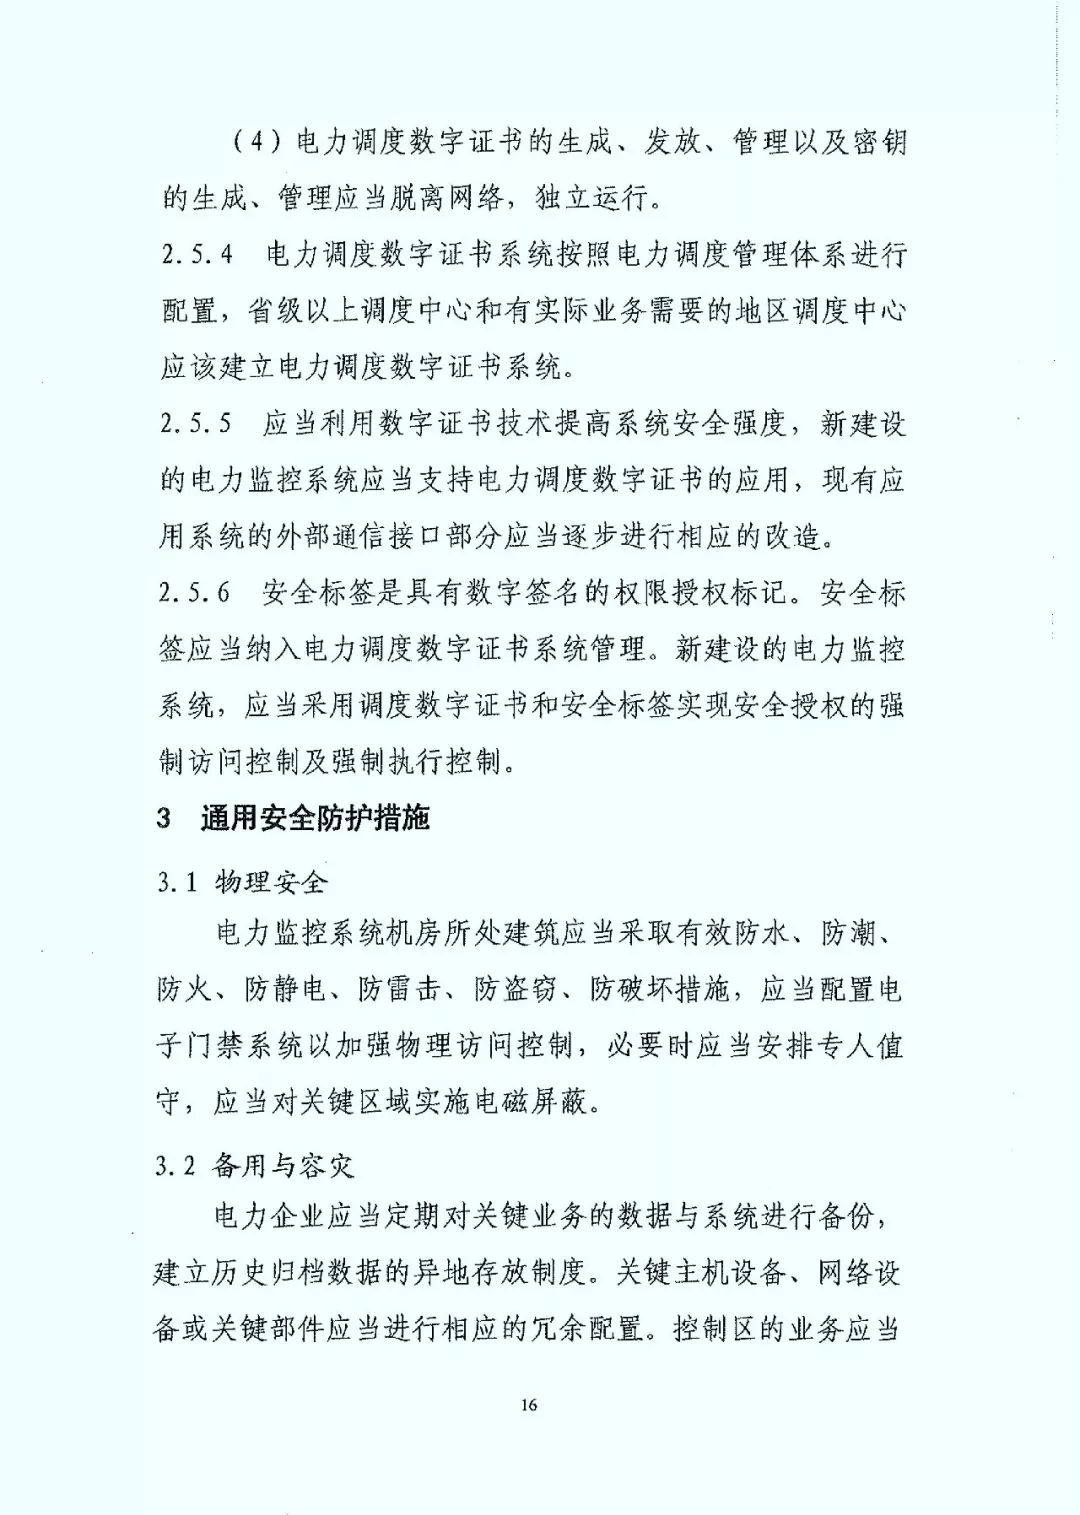 （4）电力调度数字证书的生成、发放、管理以及密钥
的生成、管理应当脱离网络，独立运行。
2.5.4 电力调度数字证书系统按照电力调度管理体系进行
配置，省级以上调度中心和有实际业务需要的地区调度中心
应该建立电力调度数字证书系统。
2.5.5 应当利用数字证书技术提高系统安全强度，新建设
的电力监控系统应当支持电力调度数字证书的应用，现有应
用系统的外部通信接口部分应当逐步进行相应的改造。
2.5.6 安全标签是具有数字签名的权限授权标记。安全标
签应当纳入电力调度数字证书系统管理。新建设的电力监控
系统，应当采用调度数字证书和安全标签实现安全授权的强
制访问控制及强制执行控制。
3 通用安全防护措施
3.1 物理安全
电力监控系统机房所处建筑应当采取有效防水、防潮、
防火、防静电、防雷击、防盗窃、防破坏措施，应当配置电
子门禁系统以加强物理访问控制，必要时应当安排专人值
守，应当对关键区域实施电磁屏蔽。
3.2 备用与容灾
电力企业应当定期对关键业务的数据与系统进行备份，
建立历史归档数据的异地存放制度。关键主机设备、网络设
备或关键部件应当进行相应的冗余配置。控制区的业务应当
16